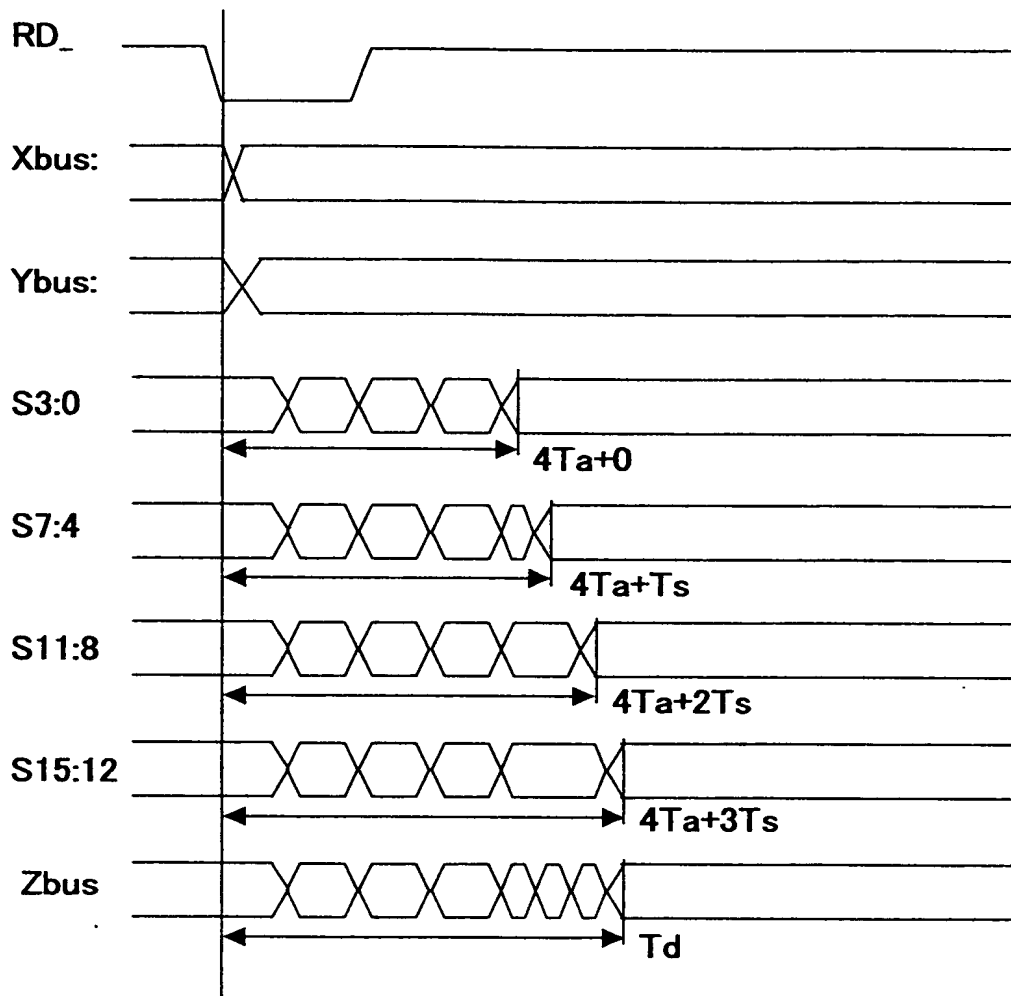 RD_
Xbus:
Ybus:
S3:0
4Ta+0
S7:4
4Ta+Ts
S11:8
4Ta+2Ts
S15:12
4Ta+3Ts
Zbus
Td